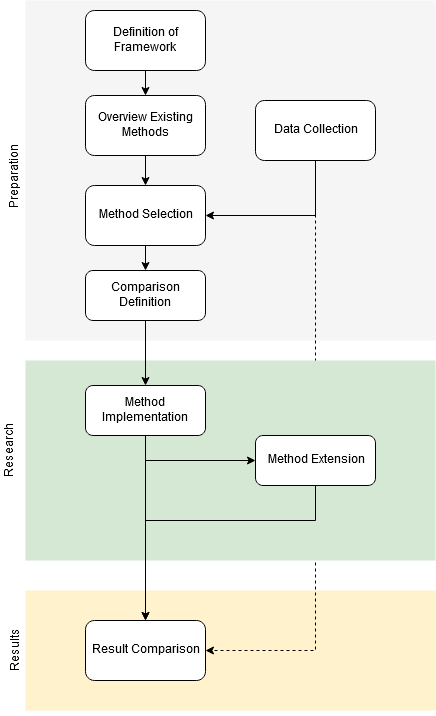 Preparation
Definition of
Framework
Overview Existing
Methods
Data Collection
Method Selection
Comparison
Definition
Research
Method
Implementation
Method Extension
Results
Result Comparison